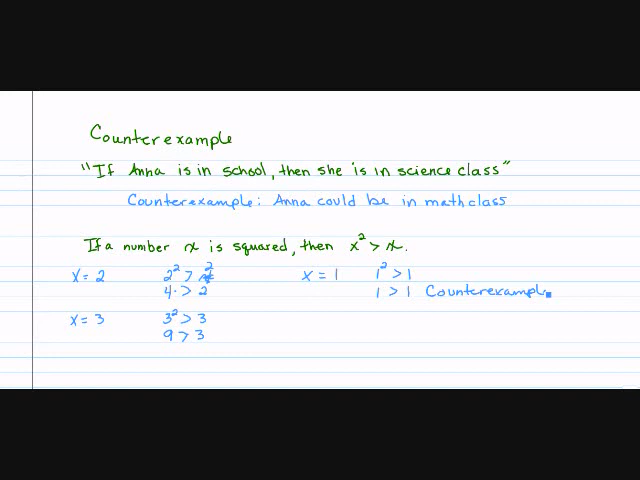 Counterexample
"If Anna is in school, then she is in science class"
Counterexample: Anna could be in math class
If a number x is squared, then x² > x.
x = 2 2² > 2 x = 1 1² > 1
4 > 2 1 > 1 Counterexample
x = 3 3² > 3
9 > 3